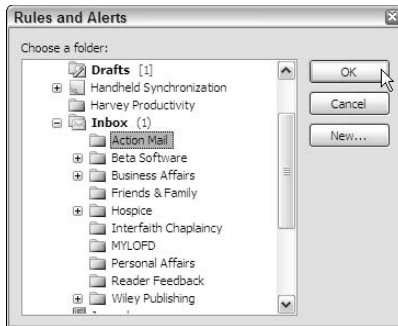 Rules and Alerts
Choose a folder:
Drafts [1]
Handheld Synchronization
Harvey Productivity
Inbox (1)
Action Mail
Beta Software
Business Affairs
Friends & Family
Hospice
Interfaith Chaplaincy
MYLOFD
Personal Affairs
Reader Feedback
Wiley Publishing
OK
Cancel
New...